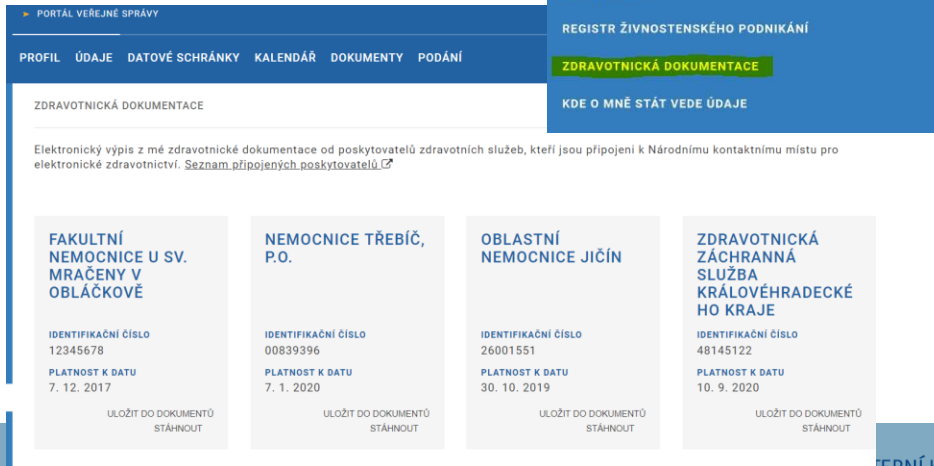 ► PORTÁL VEŘEJNÉ SPRÁVY
PROFIL ÚDAJE DATOVÉ SCHRÁNKY KALENDÁŘ DOKUMENTY PODÁNÍ
REGISTR ŽIVNOSTENSKÉHO PODNIKÁNÍ
ZDRAVOTNICKÁ DOKUMENTACE
KDE O MNĚ STÁT VEDE ÚDAJE
ZDRAVOTNICKÁ DOKUMENTACE
Elektronický výpis z mé zdravotnické dokumentace od poskytovatelů zdravotních služeb, kteří jsou připojeni k Národnímu kontaktnímu místu pro
elektronické zdravotnictví. Seznam připojených poskytovatelů
FAKULTNÍ
NEMOCNICE U SV.
MRAČENY V
OBLÁČKOVĚ
IDENTIFIKAČNÍ ČÍSLO
12345678
PLATNOST K DATU
7. 12. 2017
ULOŽIT DO DOKUMENTŮ
STÁHNOUT
NEMOCNICE TŘEBÍČ,
P.O.
IDENTIFIKAČNÍ ČÍSLO
00839396
PLATNOST K DATU
7. 1. 2020
ULOŽIT DO DOKUMENTŮ
STÁHNOUT
OBLASTNÍ
NEMOCNICE JIČÍN
IDENTIFIKAČNÍ ČÍSLO
26001551
PLATNOST K DATU
30. 10. 2019
ULOŽIT DO DOKUMENTŮ
STÁHNOUT
ZDRAVOTNICKÁ
ZÁCHRANNÁ
SLUŽBA
KRÁLOVÉHRADECKÉ
HO KRAJE
IDENTIFIKAČNÍ ČÍSLO
48145122
PLATNOST K DATU
10. 9. 2020
ULOŽIT DO DOKUMENTŮ
STÁHNOUT